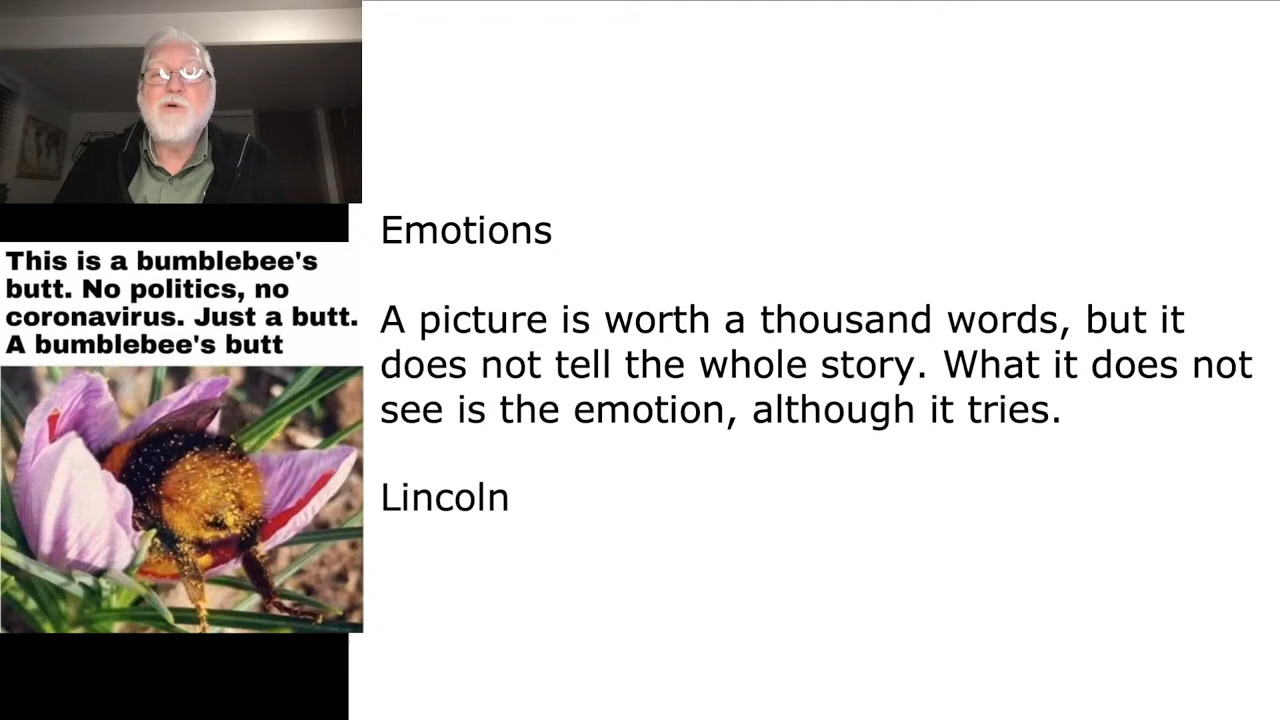 This is a bumblebee's
butt. No politics, no
coronavirus. Just a butt.
A bumblebee's butt
Emotions
A picture is worth a thousand words, but it
does not tell the whole story. What it does not
see is the emotion, although it tries.
Lincoln